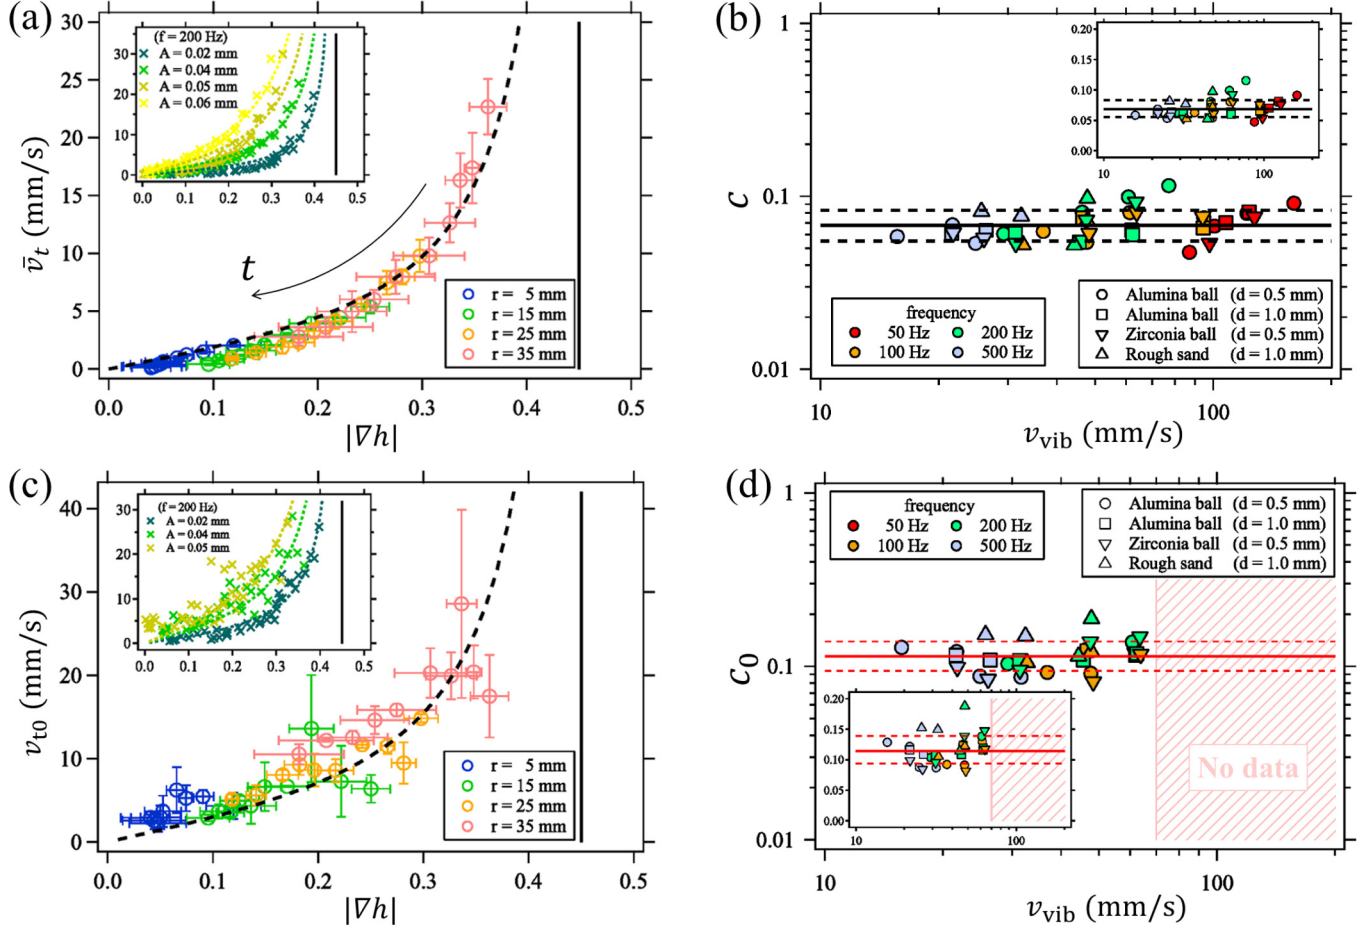 (a)
30
25
20
15
10
5
0
v̄ₜ (mm/s)
0.0 0.1 0.2 0.3 0.4 0.5
|∇h|
(f = 200 Hz)
A = 0.02 mm
A = 0.04 mm
A = 0.05 mm
A = 0.06 mm
30
20
10
0
0.0 0.1 0.2 0.3 0.4 0.5
t
r = 5 mm
r = 15 mm
r = 25 mm
r = 35 mm
(b)
1
0.1
0.01
c
10 100
v_vib (mm/s)
0.20
0.15
0.10
0.05
0.00
10 100
frequency
50 Hz 200 Hz
100 Hz 500 Hz
Alumina ball (d = 0.5 mm)
Alumina ball (d = 1.0 mm)
Zirconia ball (d = 0.5 mm)
Rough sand (d = 1.0 mm)
(c)
40
30
20
10
0
v_t0 (mm/s)
0.0 0.1 0.2 0.3 0.4 0.5
|∇h|
(f = 200 Hz)
A = 0.02 mm
A = 0.04 mm
A = 0.05 mm
30
20
10
0
0.0 0.1 0.2 0.3 0.4 0.5
r = 5 mm
r = 15 mm
r = 25 mm
r = 35 mm
(d)
1
0.1
0.01
c₀
10 100
v_vib (mm/s)
frequency
50 Hz 200 Hz
100 Hz 500 Hz
Alumina ball (d = 0.5 mm)
Alumina ball (d = 1.0 mm)
Zirconia ball (d = 0.5 mm)
Rough sand (d = 1.0 mm)
0.20
0.15
0.10
0.05
0.00
10 100
No data